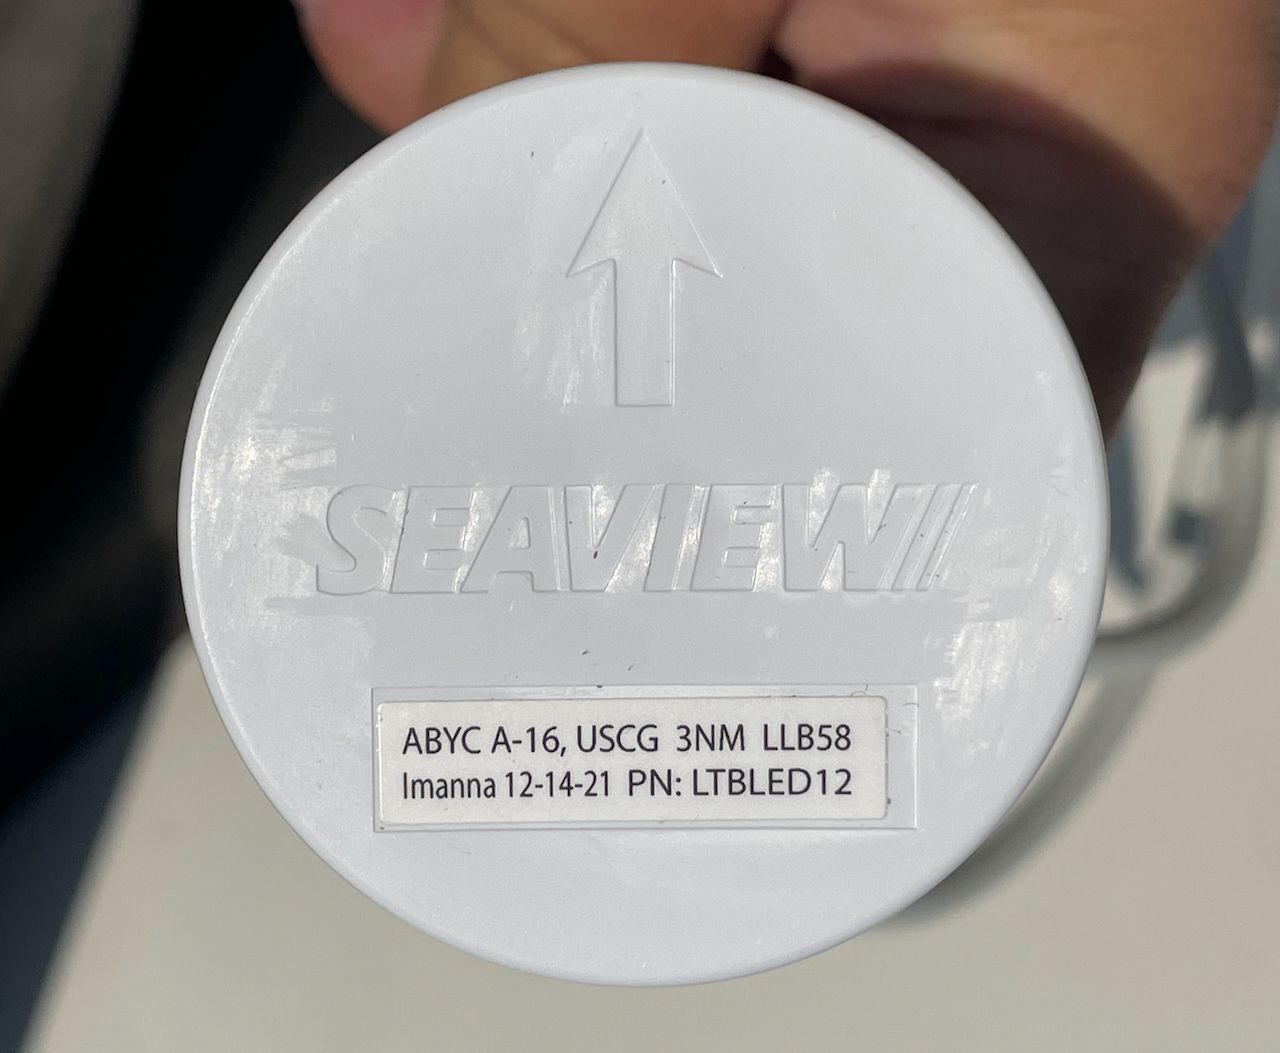 SEAVIEW
ABYC A-16, USCG 3NM LLB58
Imanna 12-14-21 PN: LTBLED12